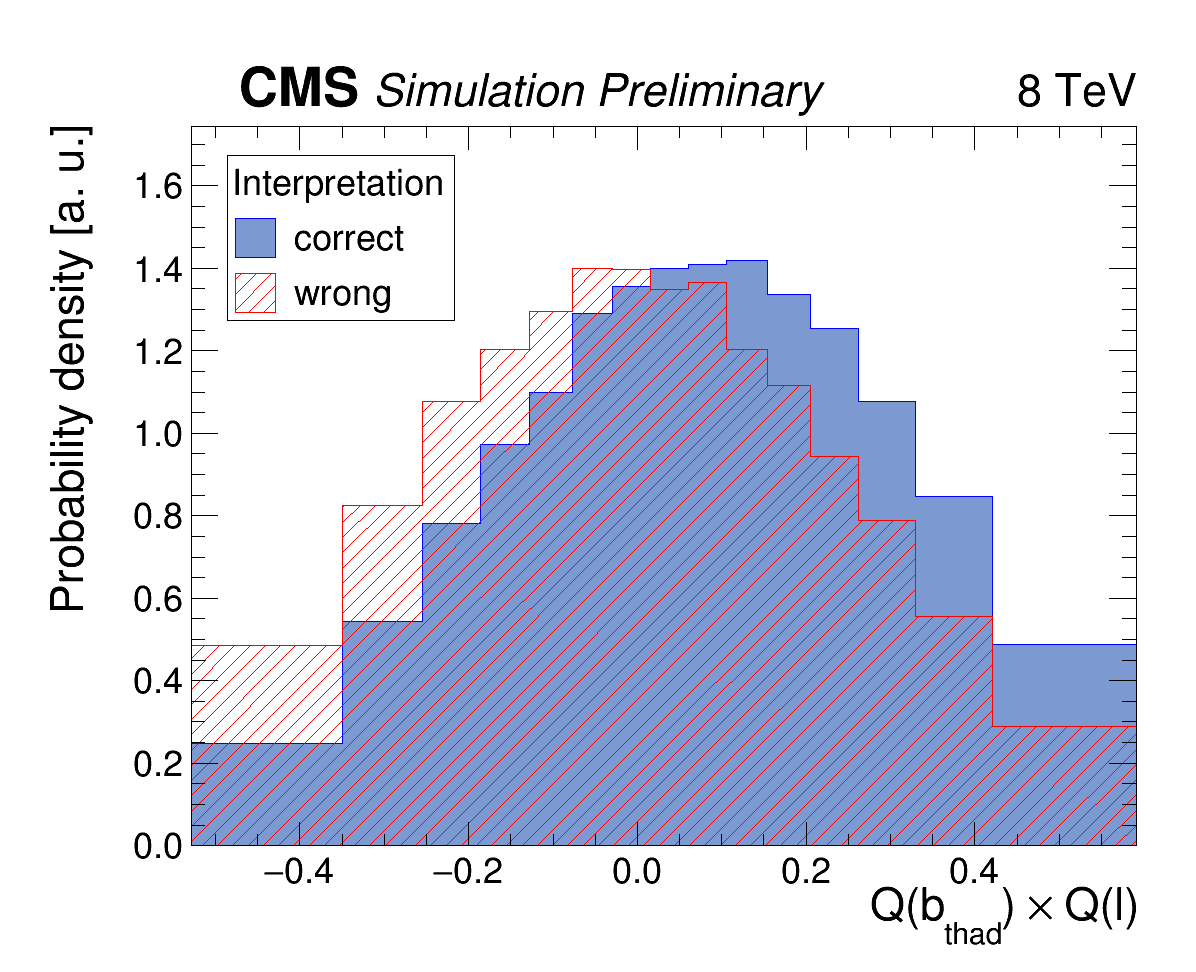 CMS Simulation Preliminary 8 TeV
Probability density [a. u.]
Interpretation
correct
wrong
1.6
1.4
1.2
1.0
0.8
0.6
0.4
0.2
0.0
−0.4 −0.2 0.0 0.2 0.4
Q(b_thad) × Q(l)